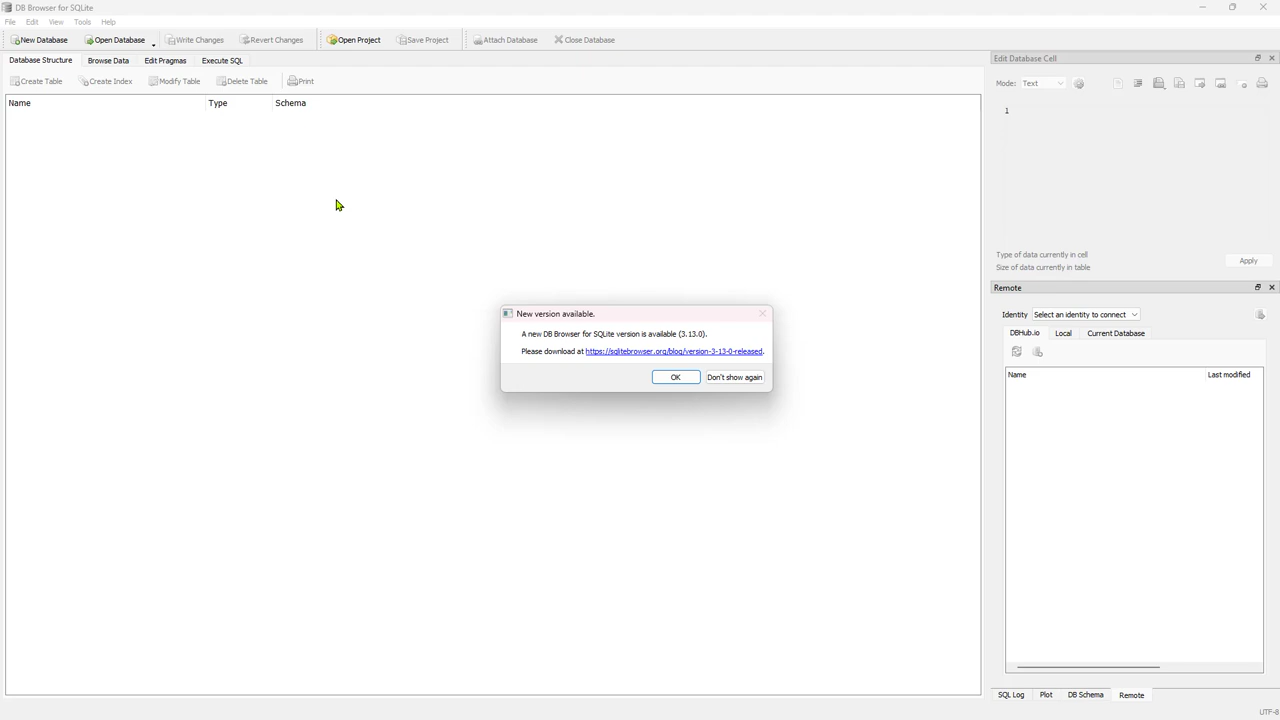 DB Browser for SQLite
File Edit View Tools Help
New Database Open Database Write Changes Revert Changes Open Project Save Project Attach Database Close Database
Database Structure Browse Data Edit Pragmas Execute SQL
Create Table Create Index Modify Table Delete Table Print
Name Type Schema
Edit Database Cell
Mode: Text
1
Type of data currently in cell
Size of data currently in table
Apply
Remote
Identity Select an identity to connect
DBHub.io Local Current Database
Name Last modified
New version available.
A new DB Browser for SQLite version is available (3.13.0).
Please download at https://sqlitebrowser.org/blog/version-3-13-0-released.
OK Don't show again
SQL Log Plot DB Schema Remote
UTF-8